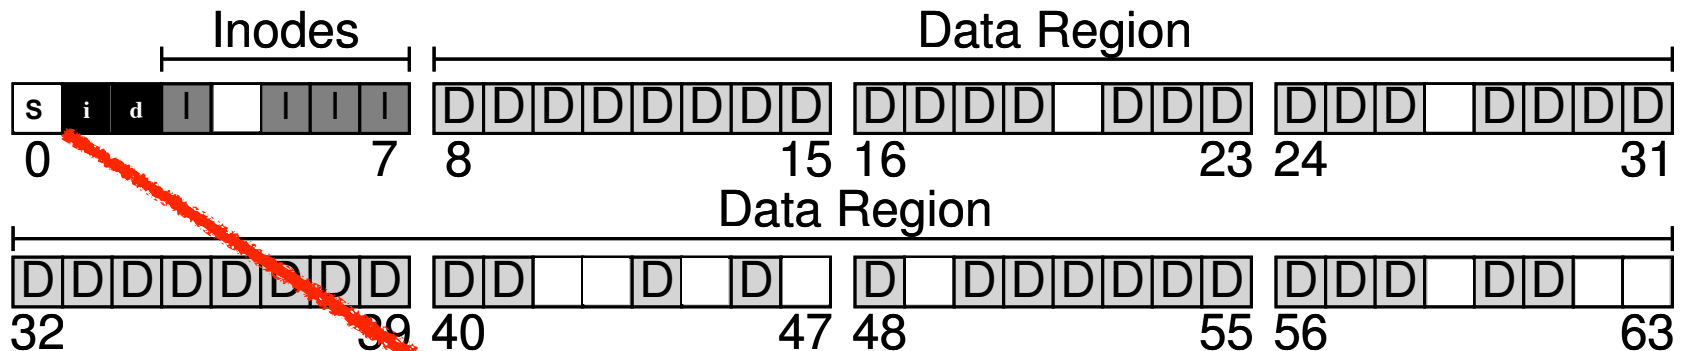 Inodes Data Region
S i d I I I I D D D D D D D D D D D D D D D D D D D D D D
0 7 8 15 16 23 24 31
Data Region
D D D D D D D D D D D D D D D D D D D D D D D D
32 39 40 47 48 55 56 63